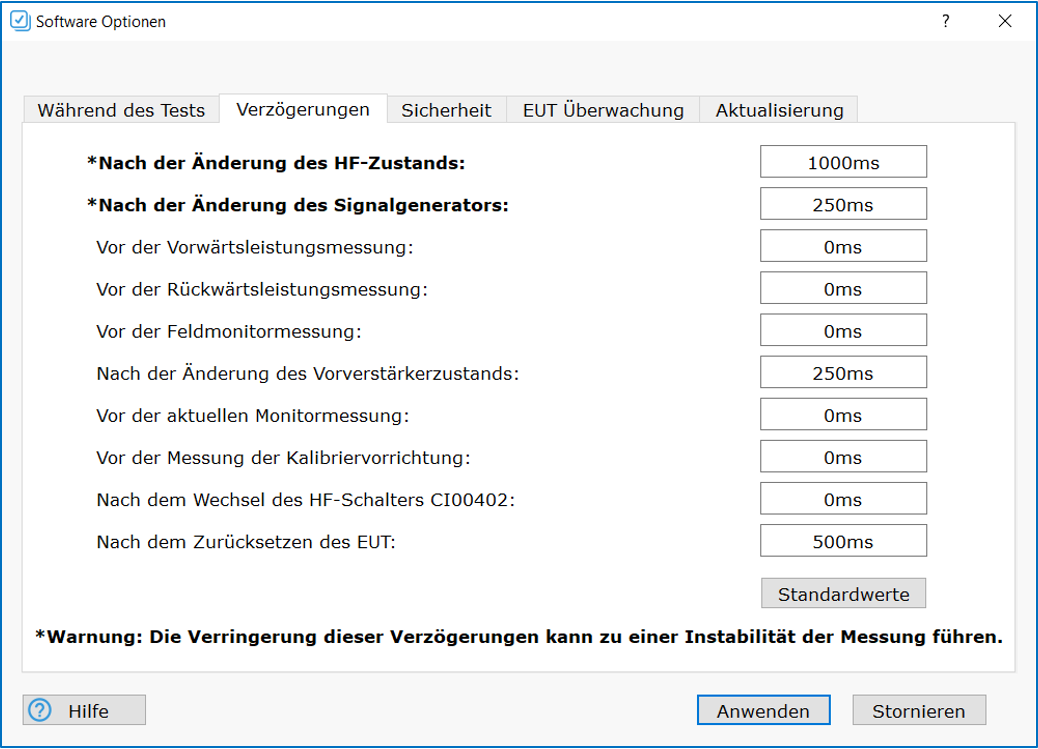 Software Optionen
?
Während des Tests Verzögerungen Sicherheit EUT Überwachung Aktualisierung
*Nach der Änderung des HF-Zustands: 1000ms
*Nach der Änderung des Signalgenerators: 250ms
Vor der Vorwärtsleistungsmessung: 0ms
Vor der Rückwärtsleistungsmessung: 0ms
Vor der Feldmonitormessung: 0ms
Nach der Änderung des Vorverstärkerzustands: 250ms
Vor der aktuellen Monitormessung: 0ms
Vor der Messung der Kalibriervorrichtung: 0ms
Nach dem Wechsel des HF-Schalters CI00402: 0ms
Nach dem Zurücksetzen des EUT: 500ms
Standardwerte
*Warnung: Die Verringerung dieser Verzögerungen kann zu einer Instabilität der Messung führen.
? Hilfe Anwenden Stornieren